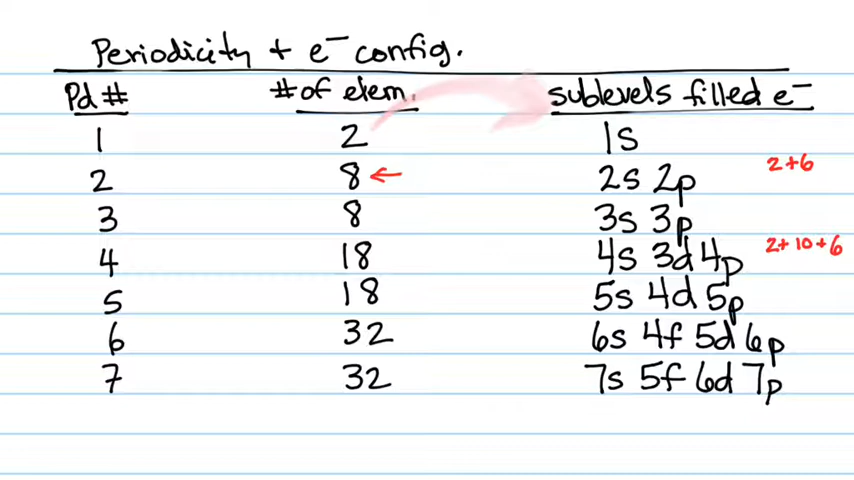 Periodicity + e⁻ config.
Pd # # of elem. sublevels filled e⁻
1 2 1s
2 8 ← 2s 2p 2+6
3 8 3s 3p
4 18 4s 3d 4p 2+10+6
5 18 5s 4d 5p
6 32 6s 4f 5d 6p
7 32 7s 5f 6d 7p